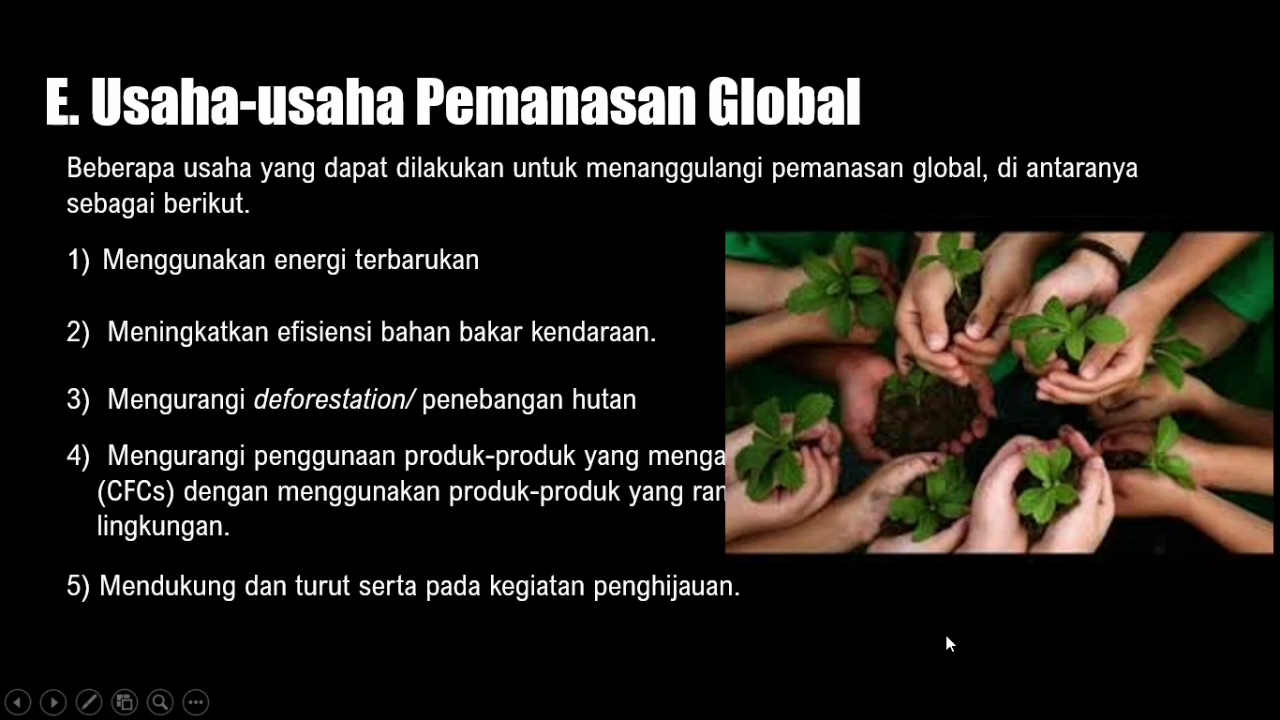 E. Usaha-usaha Pemanasan Global
Beberapa usaha yang dapat dilakukan untuk menanggulangi pemanasan global, di antaranya
sebagai berikut.
1) Menggunakan energi terbarukan
2) Meningkatkan efisiensi bahan bakar kendaraan.
3) Mengurangi deforestation/ penebangan hutan
4) Mengurangi penggunaan produk-produk yang
(CFCs) dengan menggunakan produk-produk yang
lingkungan.
5) Mendukung dan turut serta pada kegiatan penghijauan.